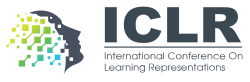 ICLR
International Conference On
Learning Representations